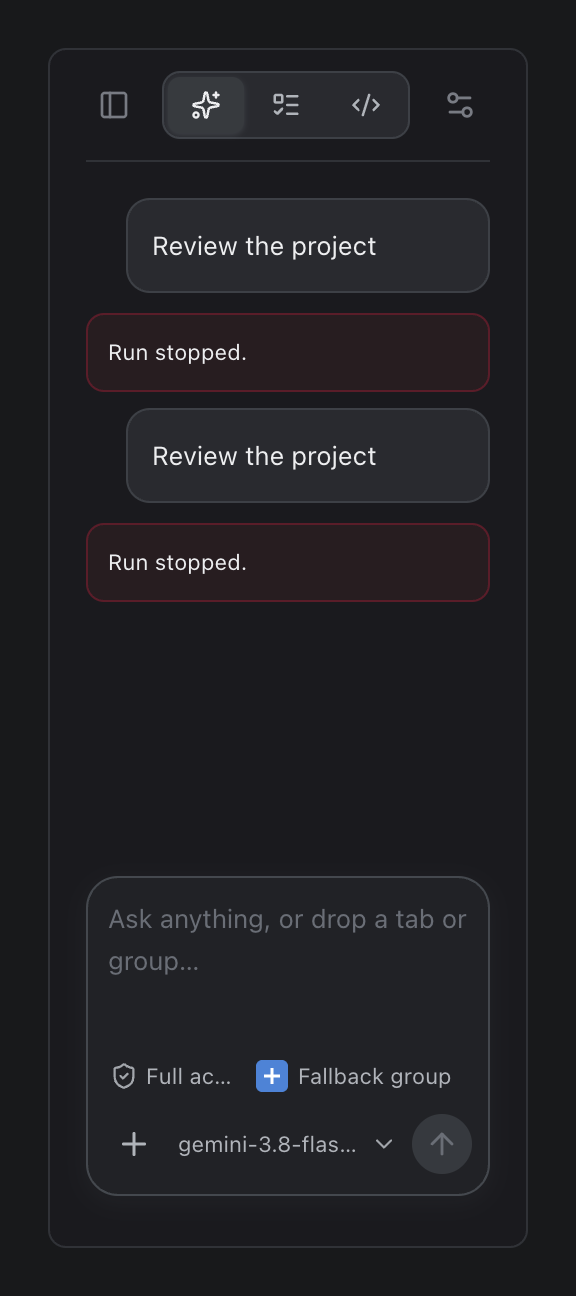 Review the project
Run stopped.
Review the project
Run stopped.
Ask anything, or drop a tab or
group...
Full ac...
Fallback group
gemini-3.8-flas...